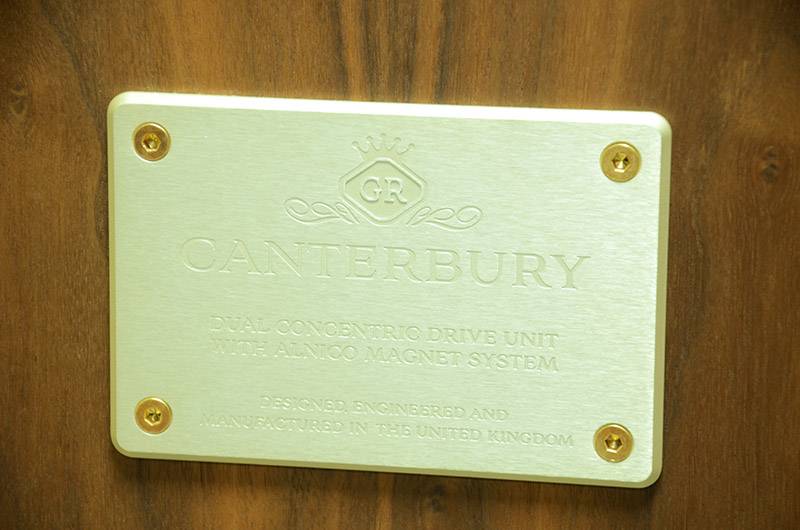 GR
CANTERBURY
DUAL CONCENTRIC DRIVE UNIT
WITH ALNICO MAGNET SYSTEM
DESIGNED, ENGINEERED AND
MANUFACTURED IN THE UNITED KINGDOM